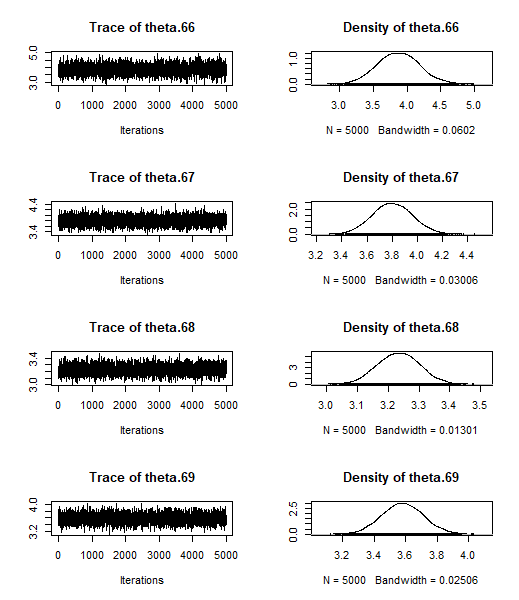 Trace of theta.66
5.0
3.0
0 1000 2000 3000 4000 5000
Iterations
Density of theta.66
1.0
0.0
3.0 3.5 4.0 4.5 5.0
N = 5000 Bandwidth = 0.0602
Trace of theta.67
4.4
3.4
0 1000 2000 3000 4000 5000
Iterations
Density of theta.67
2.0
0.0
3.2 3.4 3.6 3.8 4.0 4.2 4.4
N = 5000 Bandwidth = 0.03006
Trace of theta.68
3.4
3.0
0 1000 2000 3000 4000 5000
Iterations
Density of theta.68
3
0
3.0 3.1 3.2 3.3 3.4 3.5
N = 5000 Bandwidth = 0.01301
Trace of theta.69
4.0
3.2
0 1000 2000 3000 4000 5000
Iterations
Density of theta.69
2.5
0.0
3.2 3.4 3.6 3.8 4.0
N = 5000 Bandwidth = 0.02506